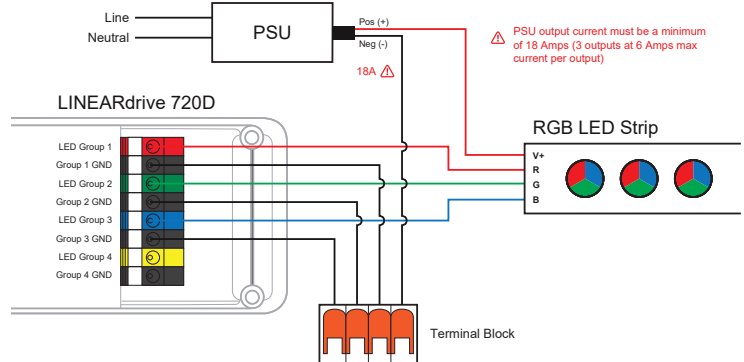 Line
Neutral
PSU
Pos (+)
Neg (-)
18A
PSU output current must be a minimum
of 18 Amps (3 outputs at 6 Amps max
current per output)
LINEARdrive 720D
LED Group 1
Group 1 GND
LED Group 2
Group 2 GND
LED Group 3
Group 3 GND
LED Group 4
Group 4 GND
RGB LED Strip
V+
R
G
B
Terminal Block